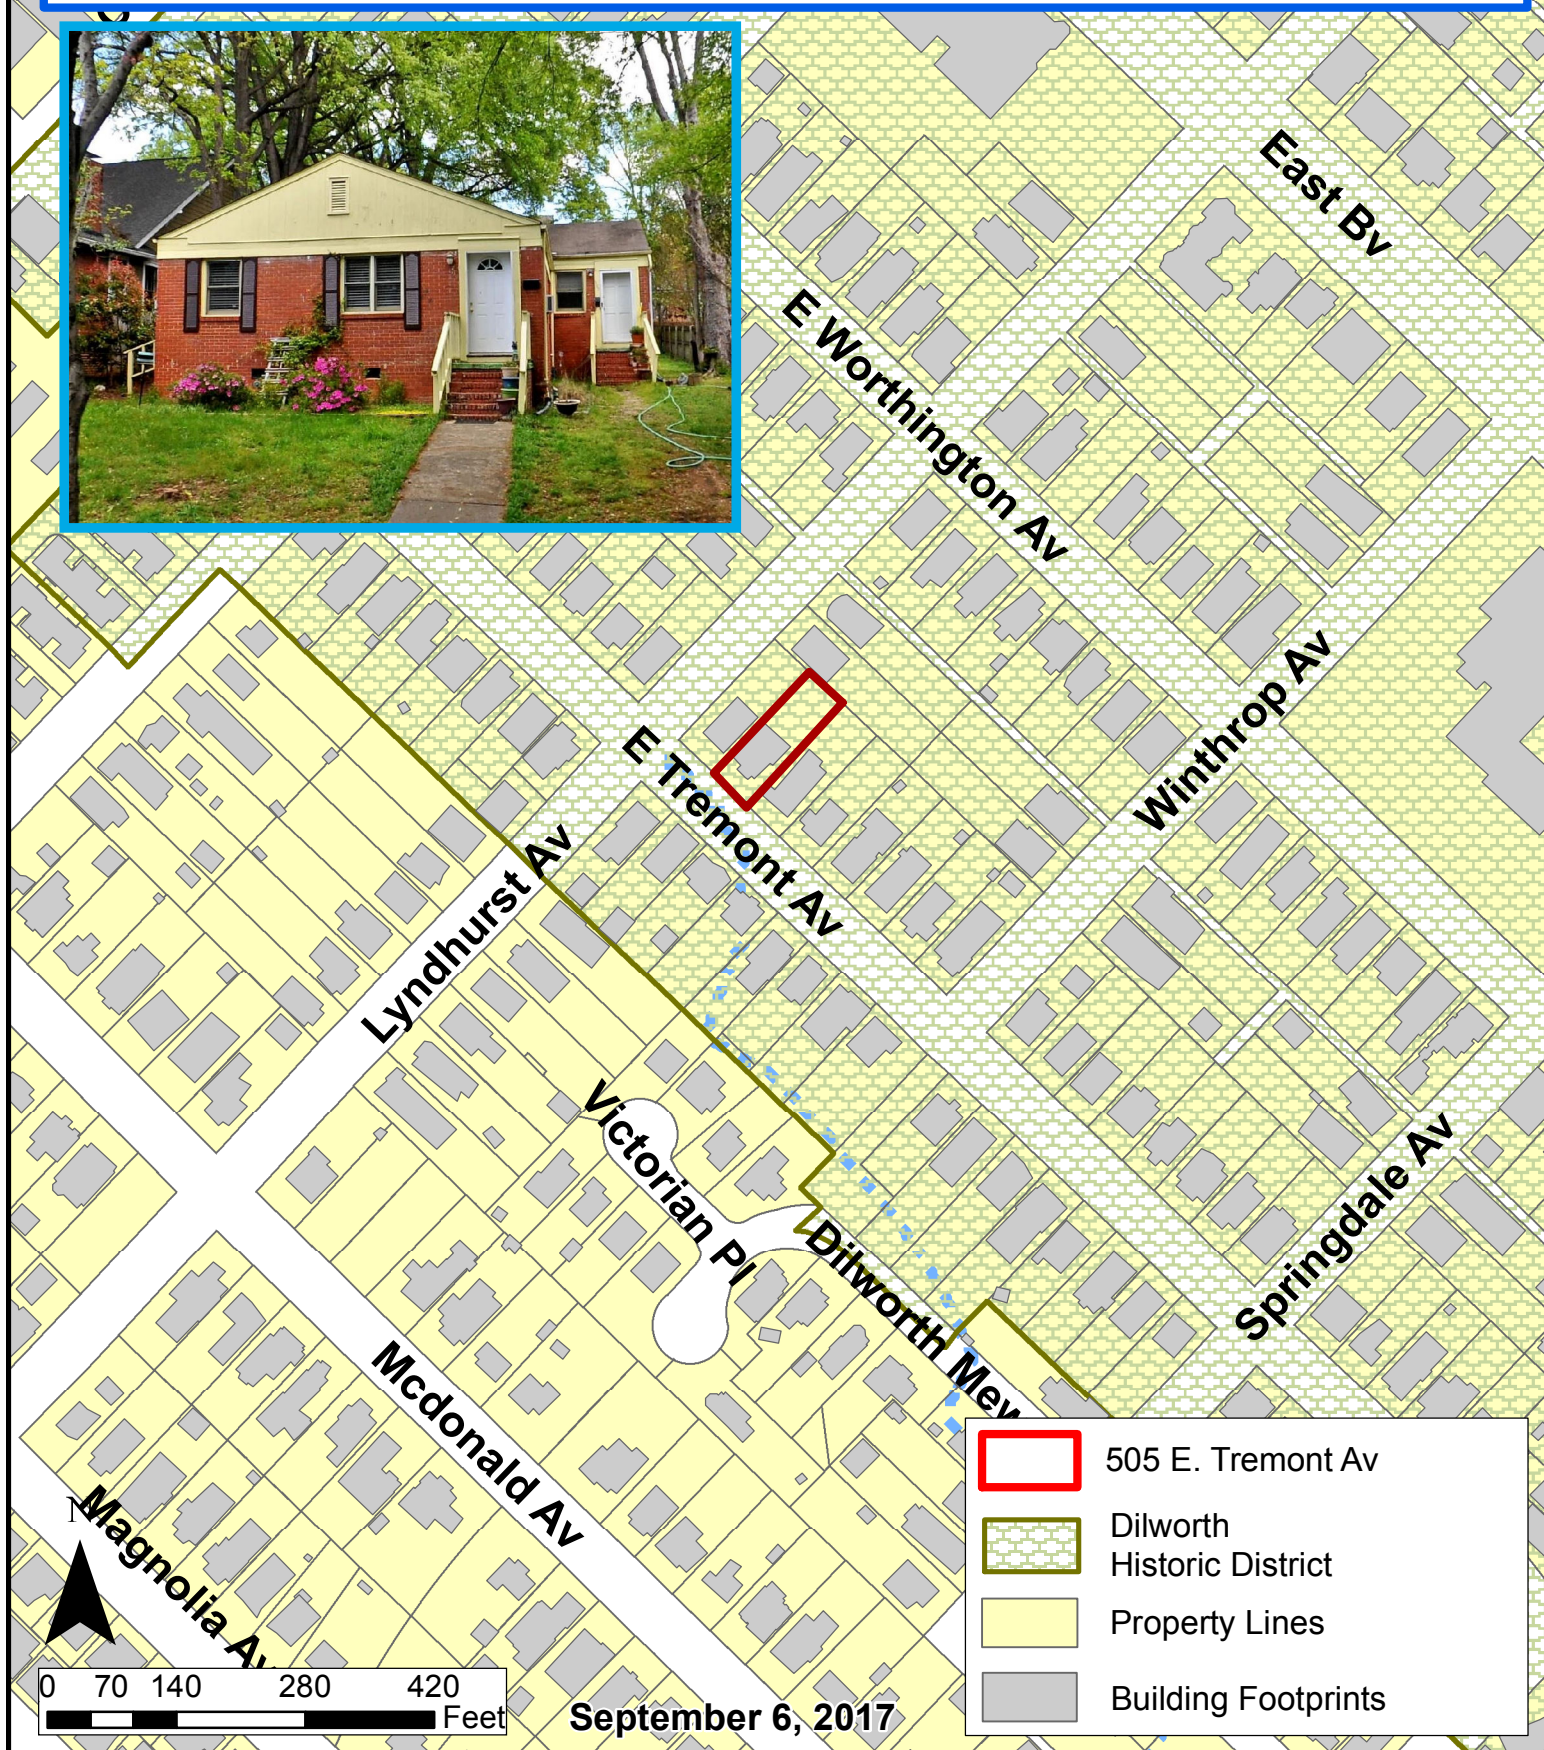 East Bv
E Worthington Av
Winthrop Av
E Tremont Av
Lyndhurst Av
Victorian Pl
Springdale Av
Dilworth Mew
Mcdonald Av
N
Magnolia Av
505 E. Tremont Av
Dilworth
Historic District
Property Lines
Building Footprints
0 70 140 280 420
Feet
September 6, 2017